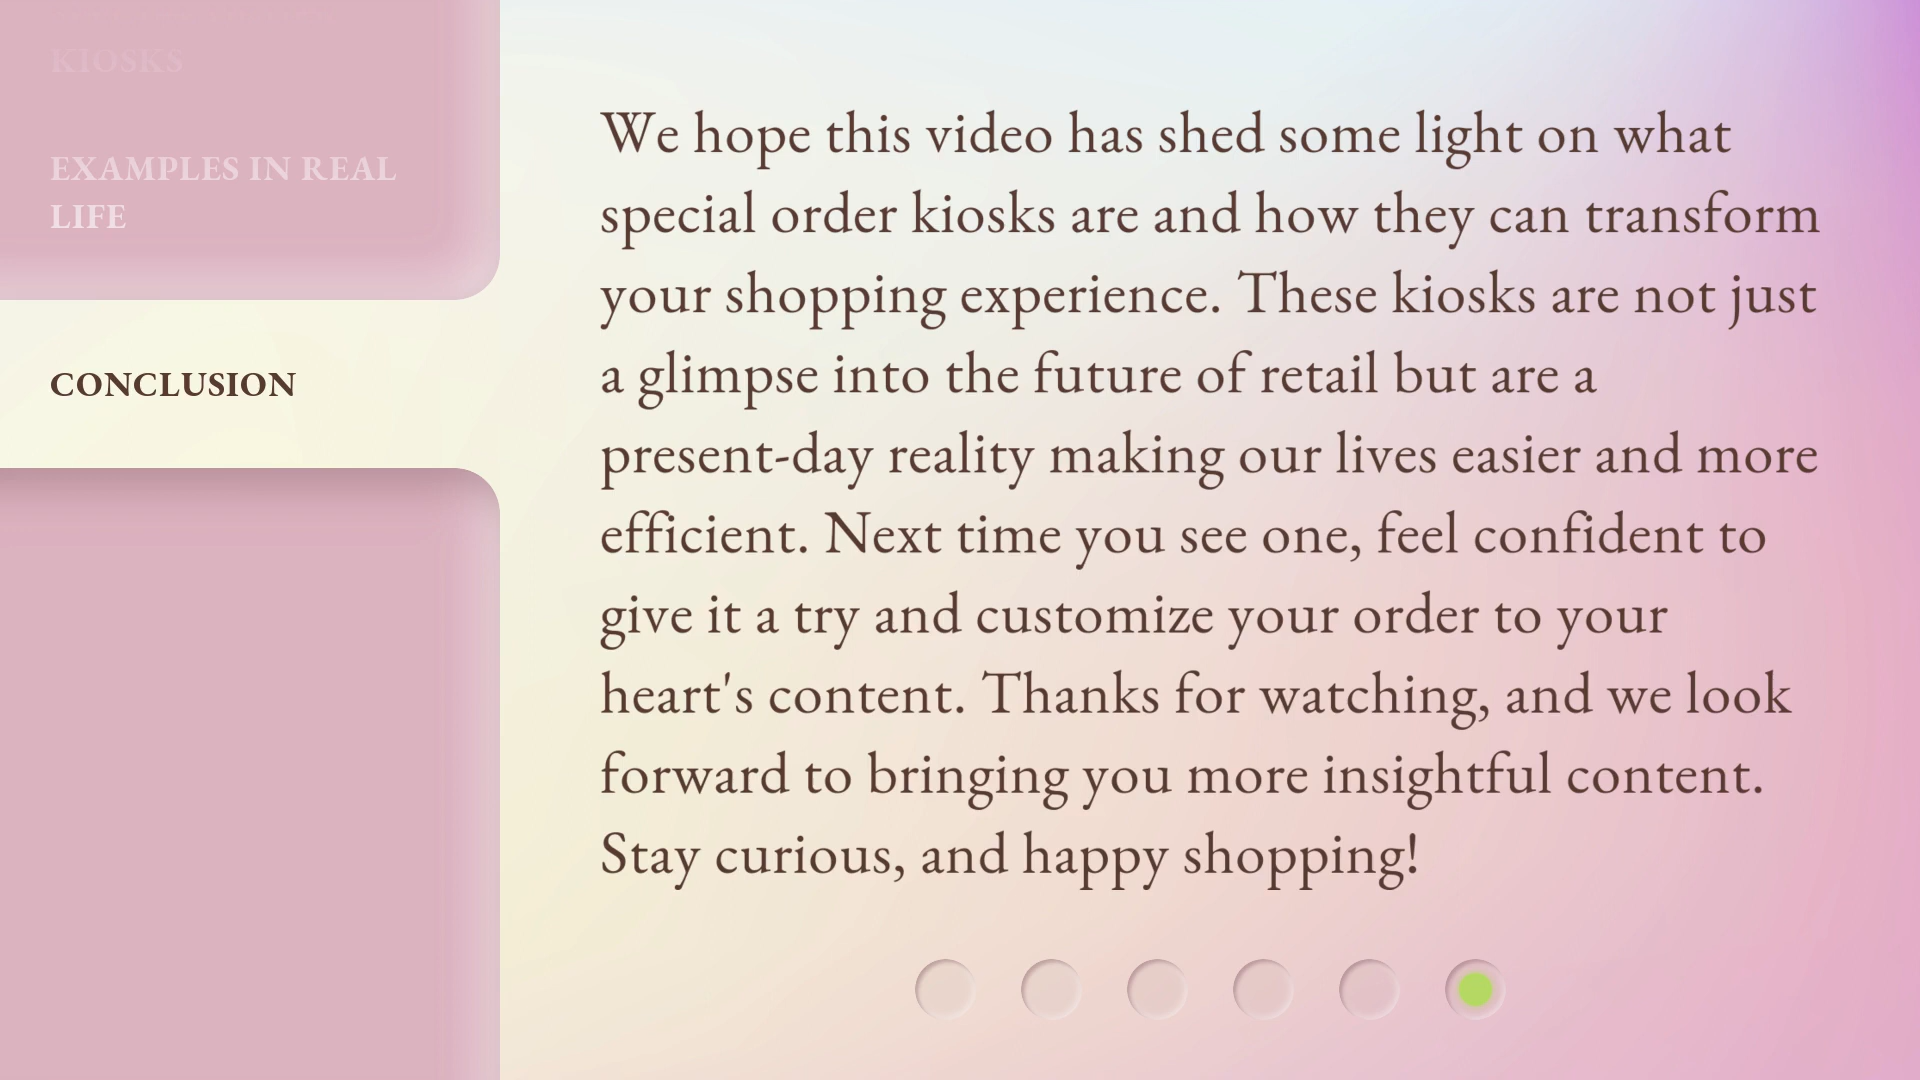 KIOSKS
EXAMPLES IN REAL
LIFE
CONCLUSION
We hope this video has shed some light on what
special order kiosks are and how they can transform
your shopping experience. These kiosks are not just
a glimpse into the future of retail but are a
present-day reality making our lives easier and more
efficient. Next time you see one, feel confident to
give it a try and customize your order to your
heart's content. Thanks for watching, and we look
forward to bringing you more insightful content.
Stay curious, and happy shopping!